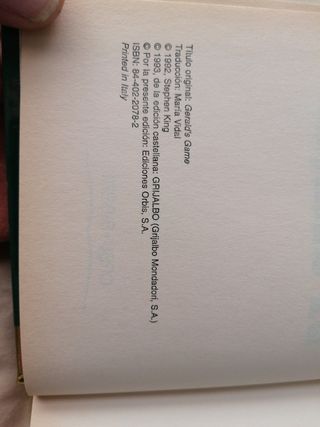 Título original: Gerald's Game
Traducción: María Vidal
© 1992, Stephen King
© 1993, de la edición castellana: GRIJALBO (Grijalbo Mondadori, S.A.)
© Por la presente edición: Ediciones Orbis, S.A.
ISBN: 84-402-2078-2
Printed in Italy